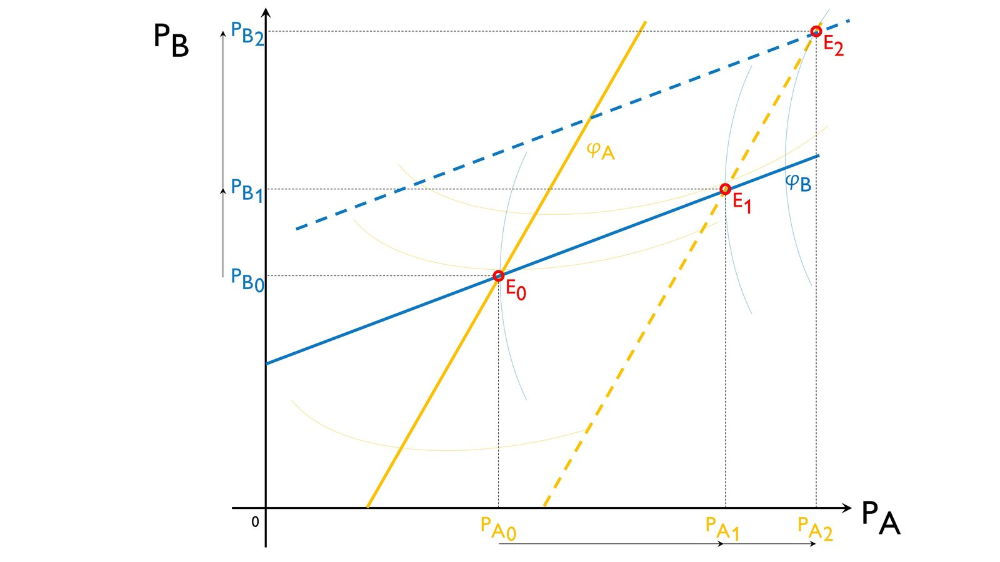 P_B
P_B2
E_2
φ_A
P_B1
φ_B
E_1
P_B0
E_0
0
P_A
P_A0
P_A1
P_A2